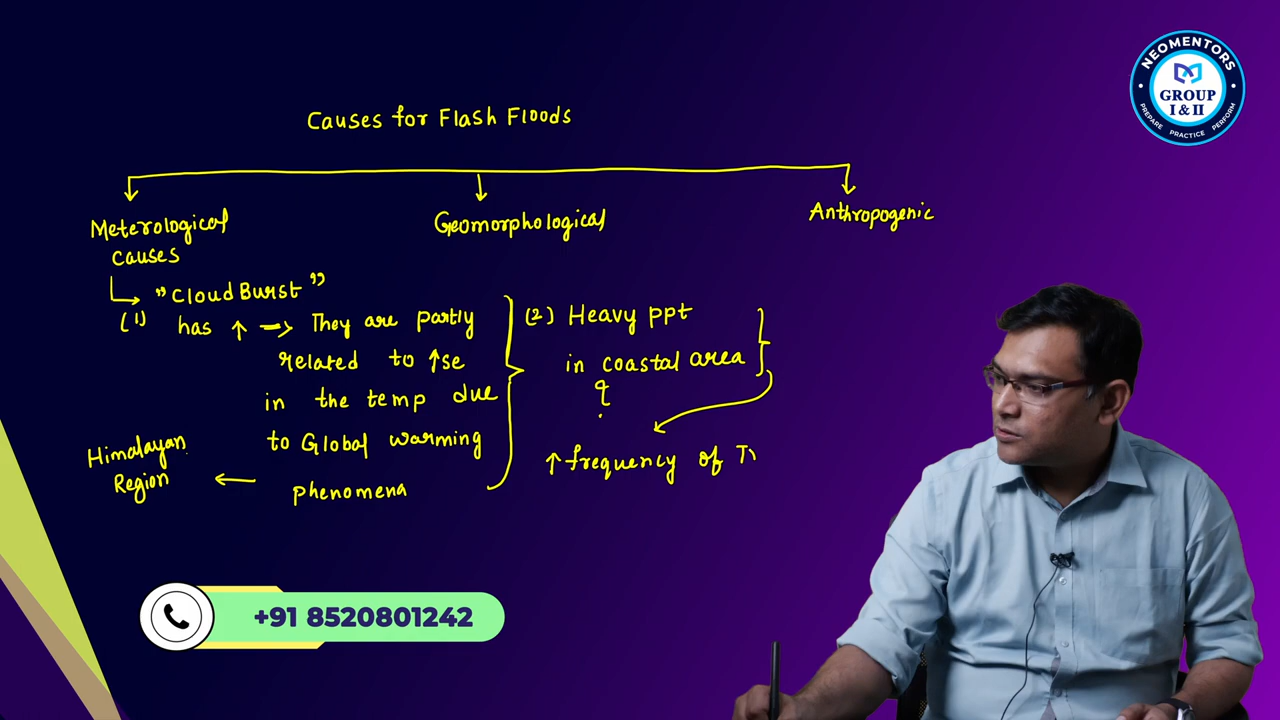 NEOMENTORS
GROUP
I & II
PREPARE PRACTICE PERFORM
Causes for Flash Floods
Meterological
causes
Geomorphological
Anthropogenic
"Cloud Burst"
(1) has ↑ → They are partly
related to ↑se
in the temp due
to Global warming
phenomena
Himalayan
Region
(2) Heavy ppt
in coastal area
↑ frequency of
+91 8520801242